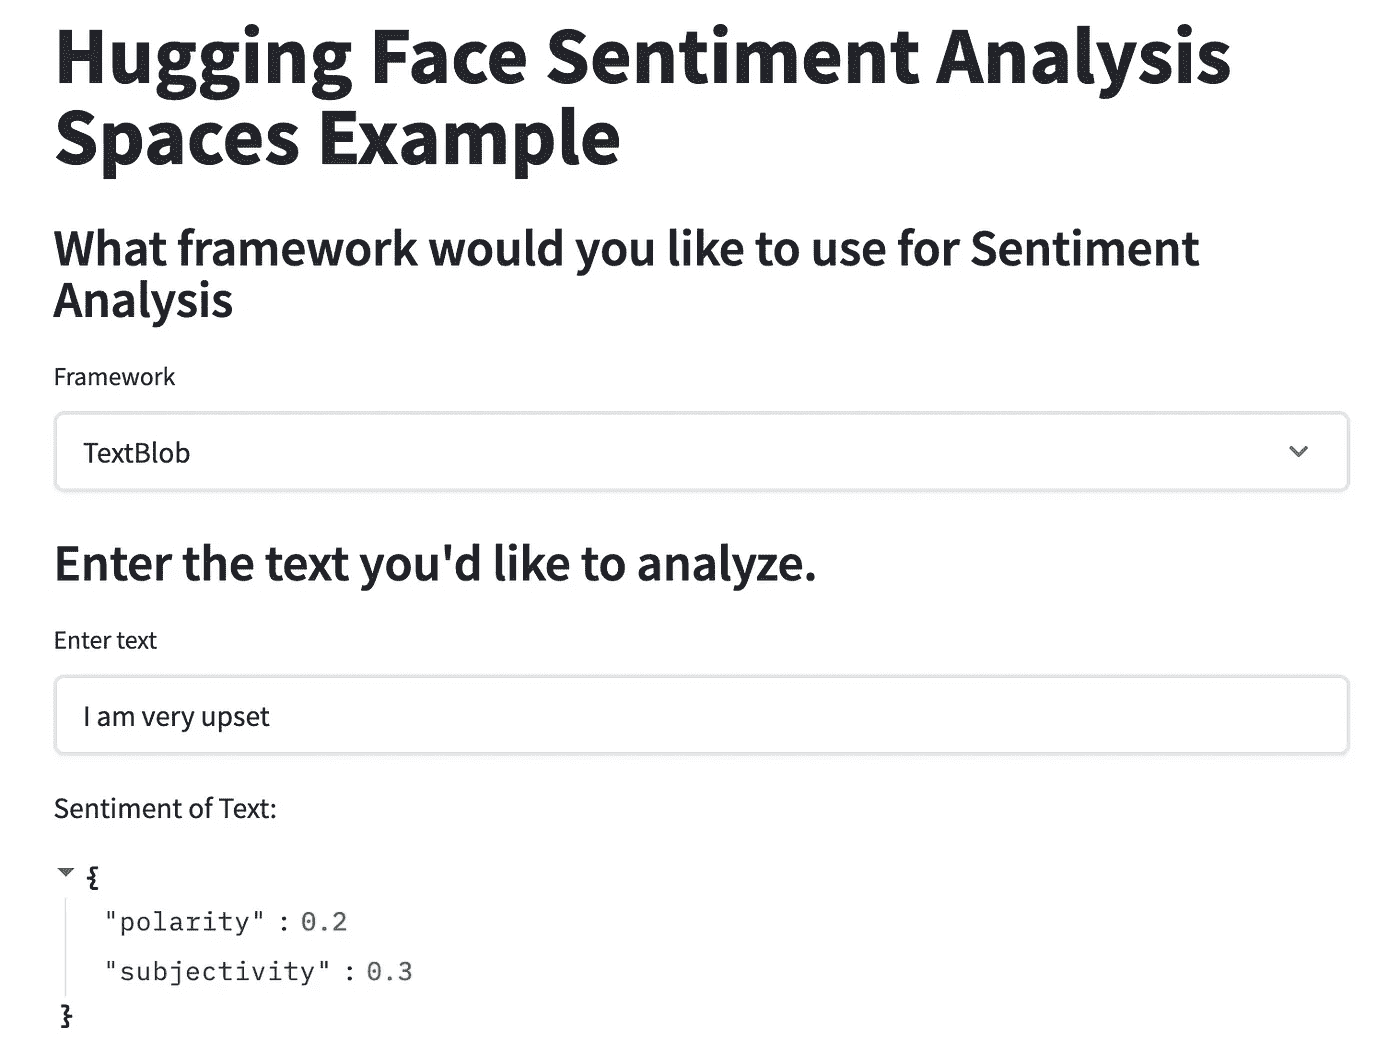 Hugging Face Sentiment Analysis
Spaces Example
What framework would you like to use for Sentiment
Analysis
Framework
TextBlob
Enter the text you'd like to analyze.
Enter text
I am very upset
Sentiment of Text:
{
"polarity" : 0.2
"subjectivity" : 0.3
}